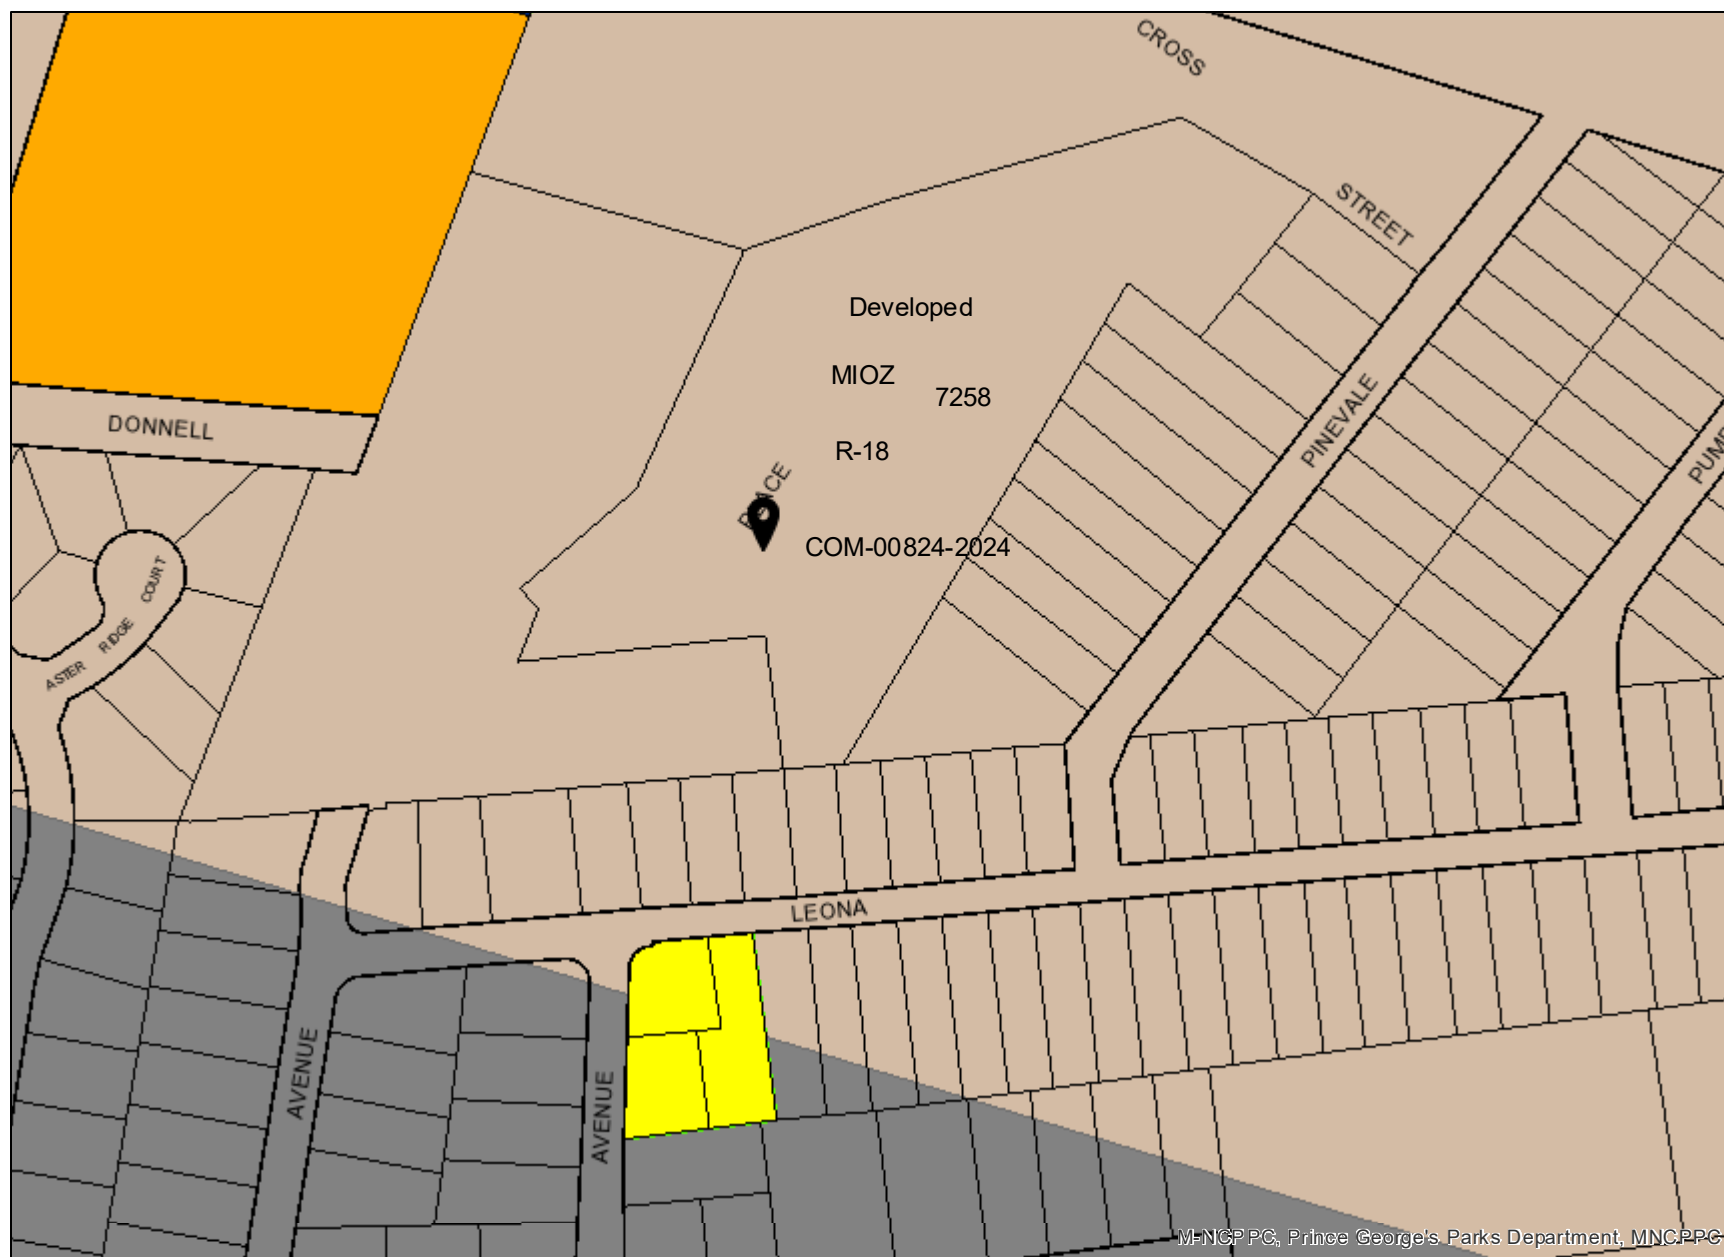 CROSS
STREET
Developed
MIOZ
7258
R-18
COM-00824-2024
PINEVALE
DONNELL
COURT
RIDGE
ASTER
LEONA
AVENUE
AVENUE
M-NCPPC, Prince George's Parks Department, MNCPPC